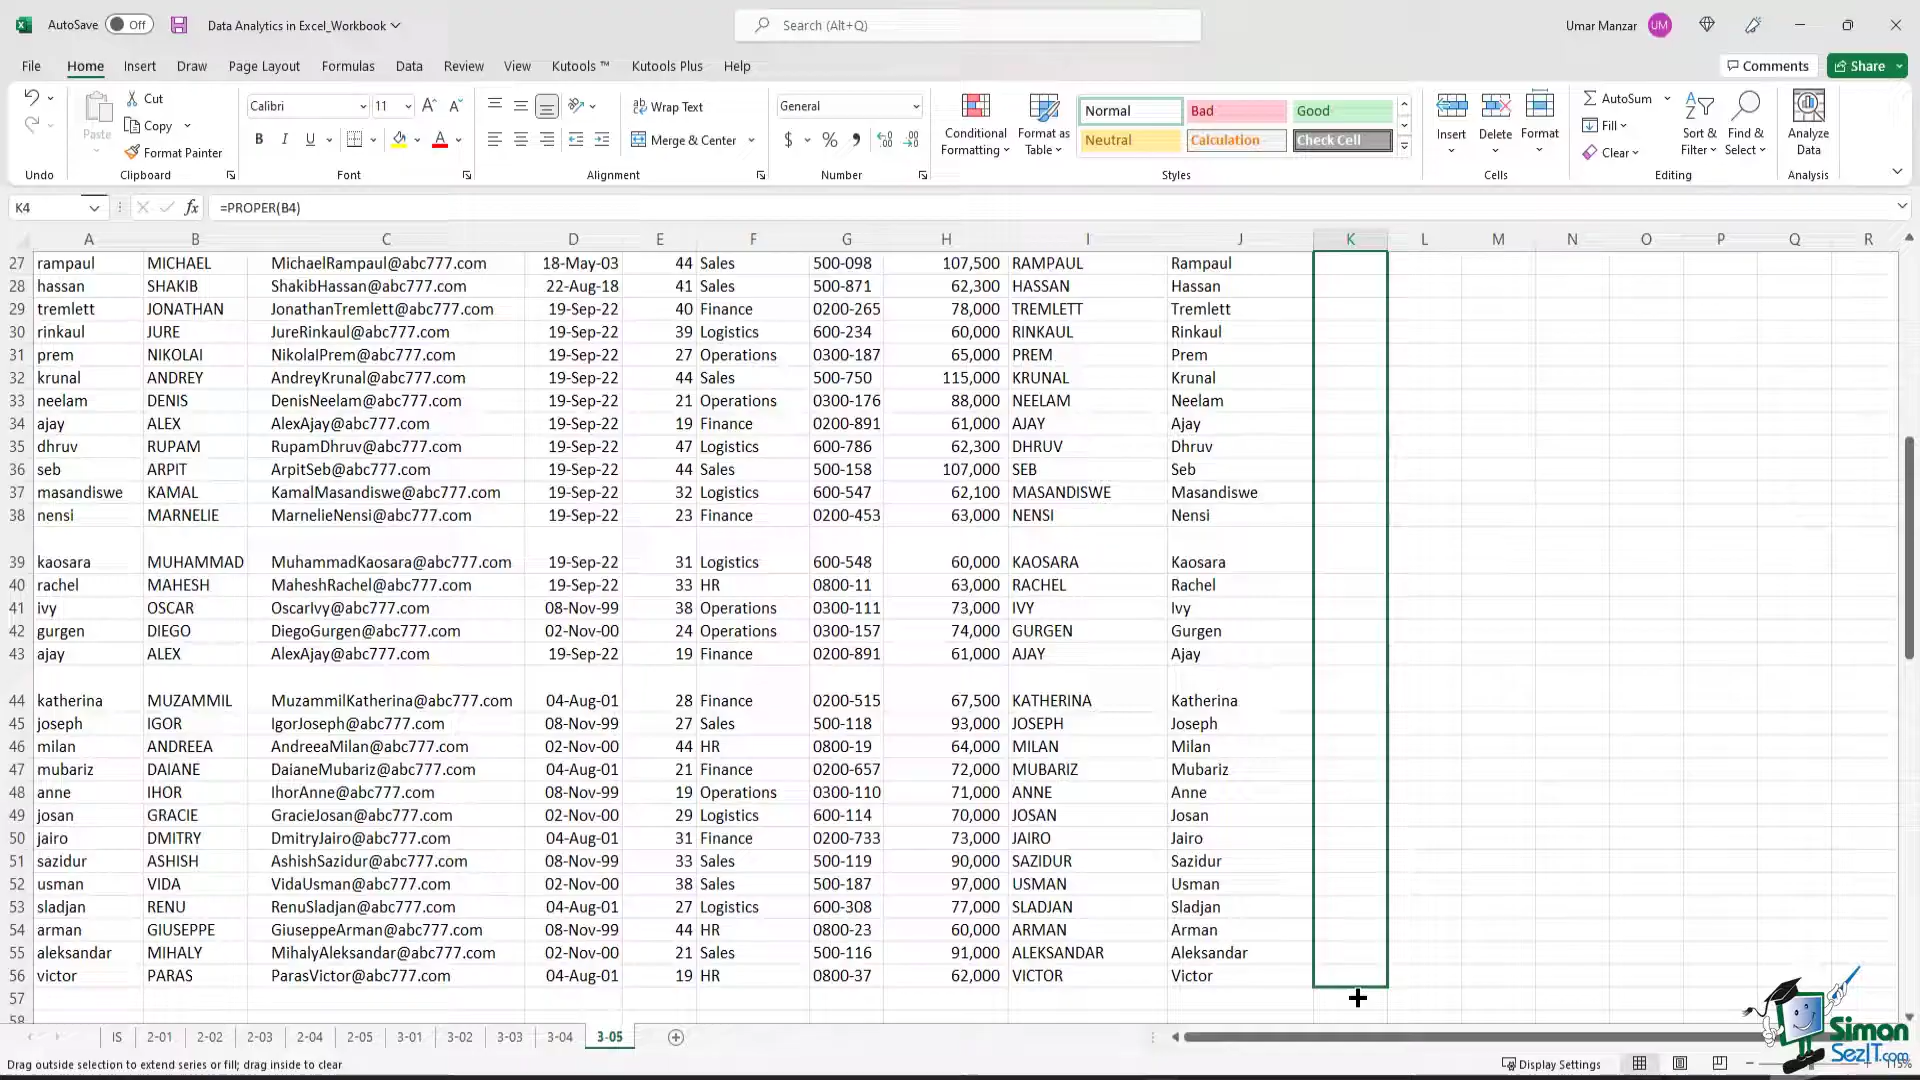 AutoSave Off Data Analytics in Excel_Workbook Search (Alt+Q) Umar Manzar UM
File Home Insert Draw Page Layout Formulas Data Review View Kutools ™ Kutools Plus Help Comments Share
Paste Cut Copy Format Painter
Calibri 11
B I U
Wrap Text Merge & Center
General
$ %
Conditional Formatting Format as Table
Normal Bad Good
Neutral Calculation Check Cell
Insert Delete Format
AutoSum Fill Clear
Sort & Filter Find & Select
Analyze Data
Undo Clipboard Font Alignment Number Styles Cells Editing Analysis
K4 fx =PROPER(B4)
A B C D E F G H I J K L M N O P Q R
27 rampaul MICHAEL MichaelRampaul@abc777.com 18-May-03 44 Sales 500-098 107,500 RAMPAUL Rampaul
28 hassan SHAKIB ShakibHassan@abc777.com 22-Aug-18 41 Sales 500-871 62,300 HASSAN Hassan
29 tremlett JONATHAN JonathanTremlett@abc777.com 19-Sep-22 40 Finance 0200-265 78,000 TREMLETT Tremlett
30 rinkaul JURE JureRinkaul@abc777.com 19-Sep-22 39 Logistics 600-234 60,000 RINKAUL Rinkaul
31 prem NIKOLAI NikolaIPrem@abc777.com 19-Sep-22 27 Operations 0300-187 65,000 PREM Prem
32 krunal ANDREY AndreyKrunal@abc777.com 19-Sep-22 44 Sales 500-750 115,000 KRUNAL Krunal
33 neelam DENIS DenisNeelam@abc777.com 19-Sep-22 21 Operations 0300-176 88,000 NEELAM Neelam
34 ajay ALEX AlexAjay@abc777.com 19-Sep-22 19 Finance 0200-891 61,000 AJAY Ajay
35 dhruv RUPAM RupamDhruv@abc777.com 19-Sep-22 47 Logistics 600-786 62,300 DHRUV Dhruv
36 seb ARPIT ArpitSeb@abc777.com 19-Sep-22 44 Sales 500-158 107,000 SEB Seb
37 masandiswe KAMAL KamalMasandiswe@abc777.com 19-Sep-22 32 Logistics 600-547 62,100 MASANDISWE Masandiswe
38 nensi MARNELIE MarnelieNensi@abc777.com 19-Sep-22 23 Finance 0200-453 63,000 NENSI Nensi
39 kaosara MUHAMMAD MuhammadKaosara@abc777.com 19-Sep-22 31 Logistics 600-548 60,000 KAOSARA Kaosara
40 rachel MAHESH MaheshRachel@abc777.com 19-Sep-22 33 HR 0800-11 63,000 RACHEL Rachel
41 ivy OSCAR OscarIvy@abc777.com 08-Nov-99 38 Operations 0300-111 73,000 IVY Ivy
42 gurgen DIEGO DiegoGurgen@abc777.com 02-Nov-00 24 Operations 0300-157 74,000 GURGEN Gurgen
43 ajay ALEX AlexAjay@abc777.com 19-Sep-22 19 Finance 0200-891 61,000 AJAY Ajay
44 katherina MUZAMMIL MuzammilKatherina@abc777.com 04-Aug-01 28 Finance 0200-515 67,500 KATHERINA Katherina
45 joseph IGOR IgorJoseph@abc777.com 08-Nov-99 27 Sales 500-118 93,000 JOSEPH Joseph
46 milan ANDREEA AndreeaMilan@abc777.com 02-Nov-00 44 HR 0800-19 64,000 MILAN Milan
47 mubariz DAIANE DaianeMubariz@abc777.com 04-Aug-01 21 Finance 0200-657 72,000 MUBARIZ Mubariz
48 anne IHOR IhorAnne@abc777.com 08-Nov-99 19 Operations 0300-110 71,000 ANNE Anne
49 josan GRACIE GracieJosan@abc777.com 02-Nov-00 29 Logistics 600-114 70,000 JOSAN Josan
50 jairo DMITRY DmitryJairo@abc777.com 04-Aug-01 31 Finance 0200-733 73,000 JAIRO Jairo
51 sazidur ASHISH AshishSazidur@abc777.com 08-Nov-99 33 Sales 500-119 90,000 SAZIDUR Sazidur
52 usman VIDA VidaUsman@abc777.com 02-Nov-00 38 Sales 500-187 97,000 USMAN Usman
53 sladjan RENU RenuSladjan@abc777.com 04-Aug-01 27 Logistics 600-308 77,000 SLADJAN Sladjan
54 arman GIUSEPPE GiuseppeArman@abc777.com 08-Nov-99 44 HR 0800-23 60,000 ARMAN Arman
55 aleksandar MIHALY MihalyAleksandar@abc777.com 02-Nov-00 21 Sales 500-116 91,000 ALEKSANDAR Aleksandar
56 victor PARAS ParasVictor@abc777.com 04-Aug-01 19 HR 0800-37 62,000 VICTOR Victor
57
58
IS 2-01 2-02 2-03 2-04 2-05 3-01 3-02 3-03 3-04 3-05
Simon SezIT.com
Drag outside selection to extend series or fill; drag inside to clear Display Settings 115%